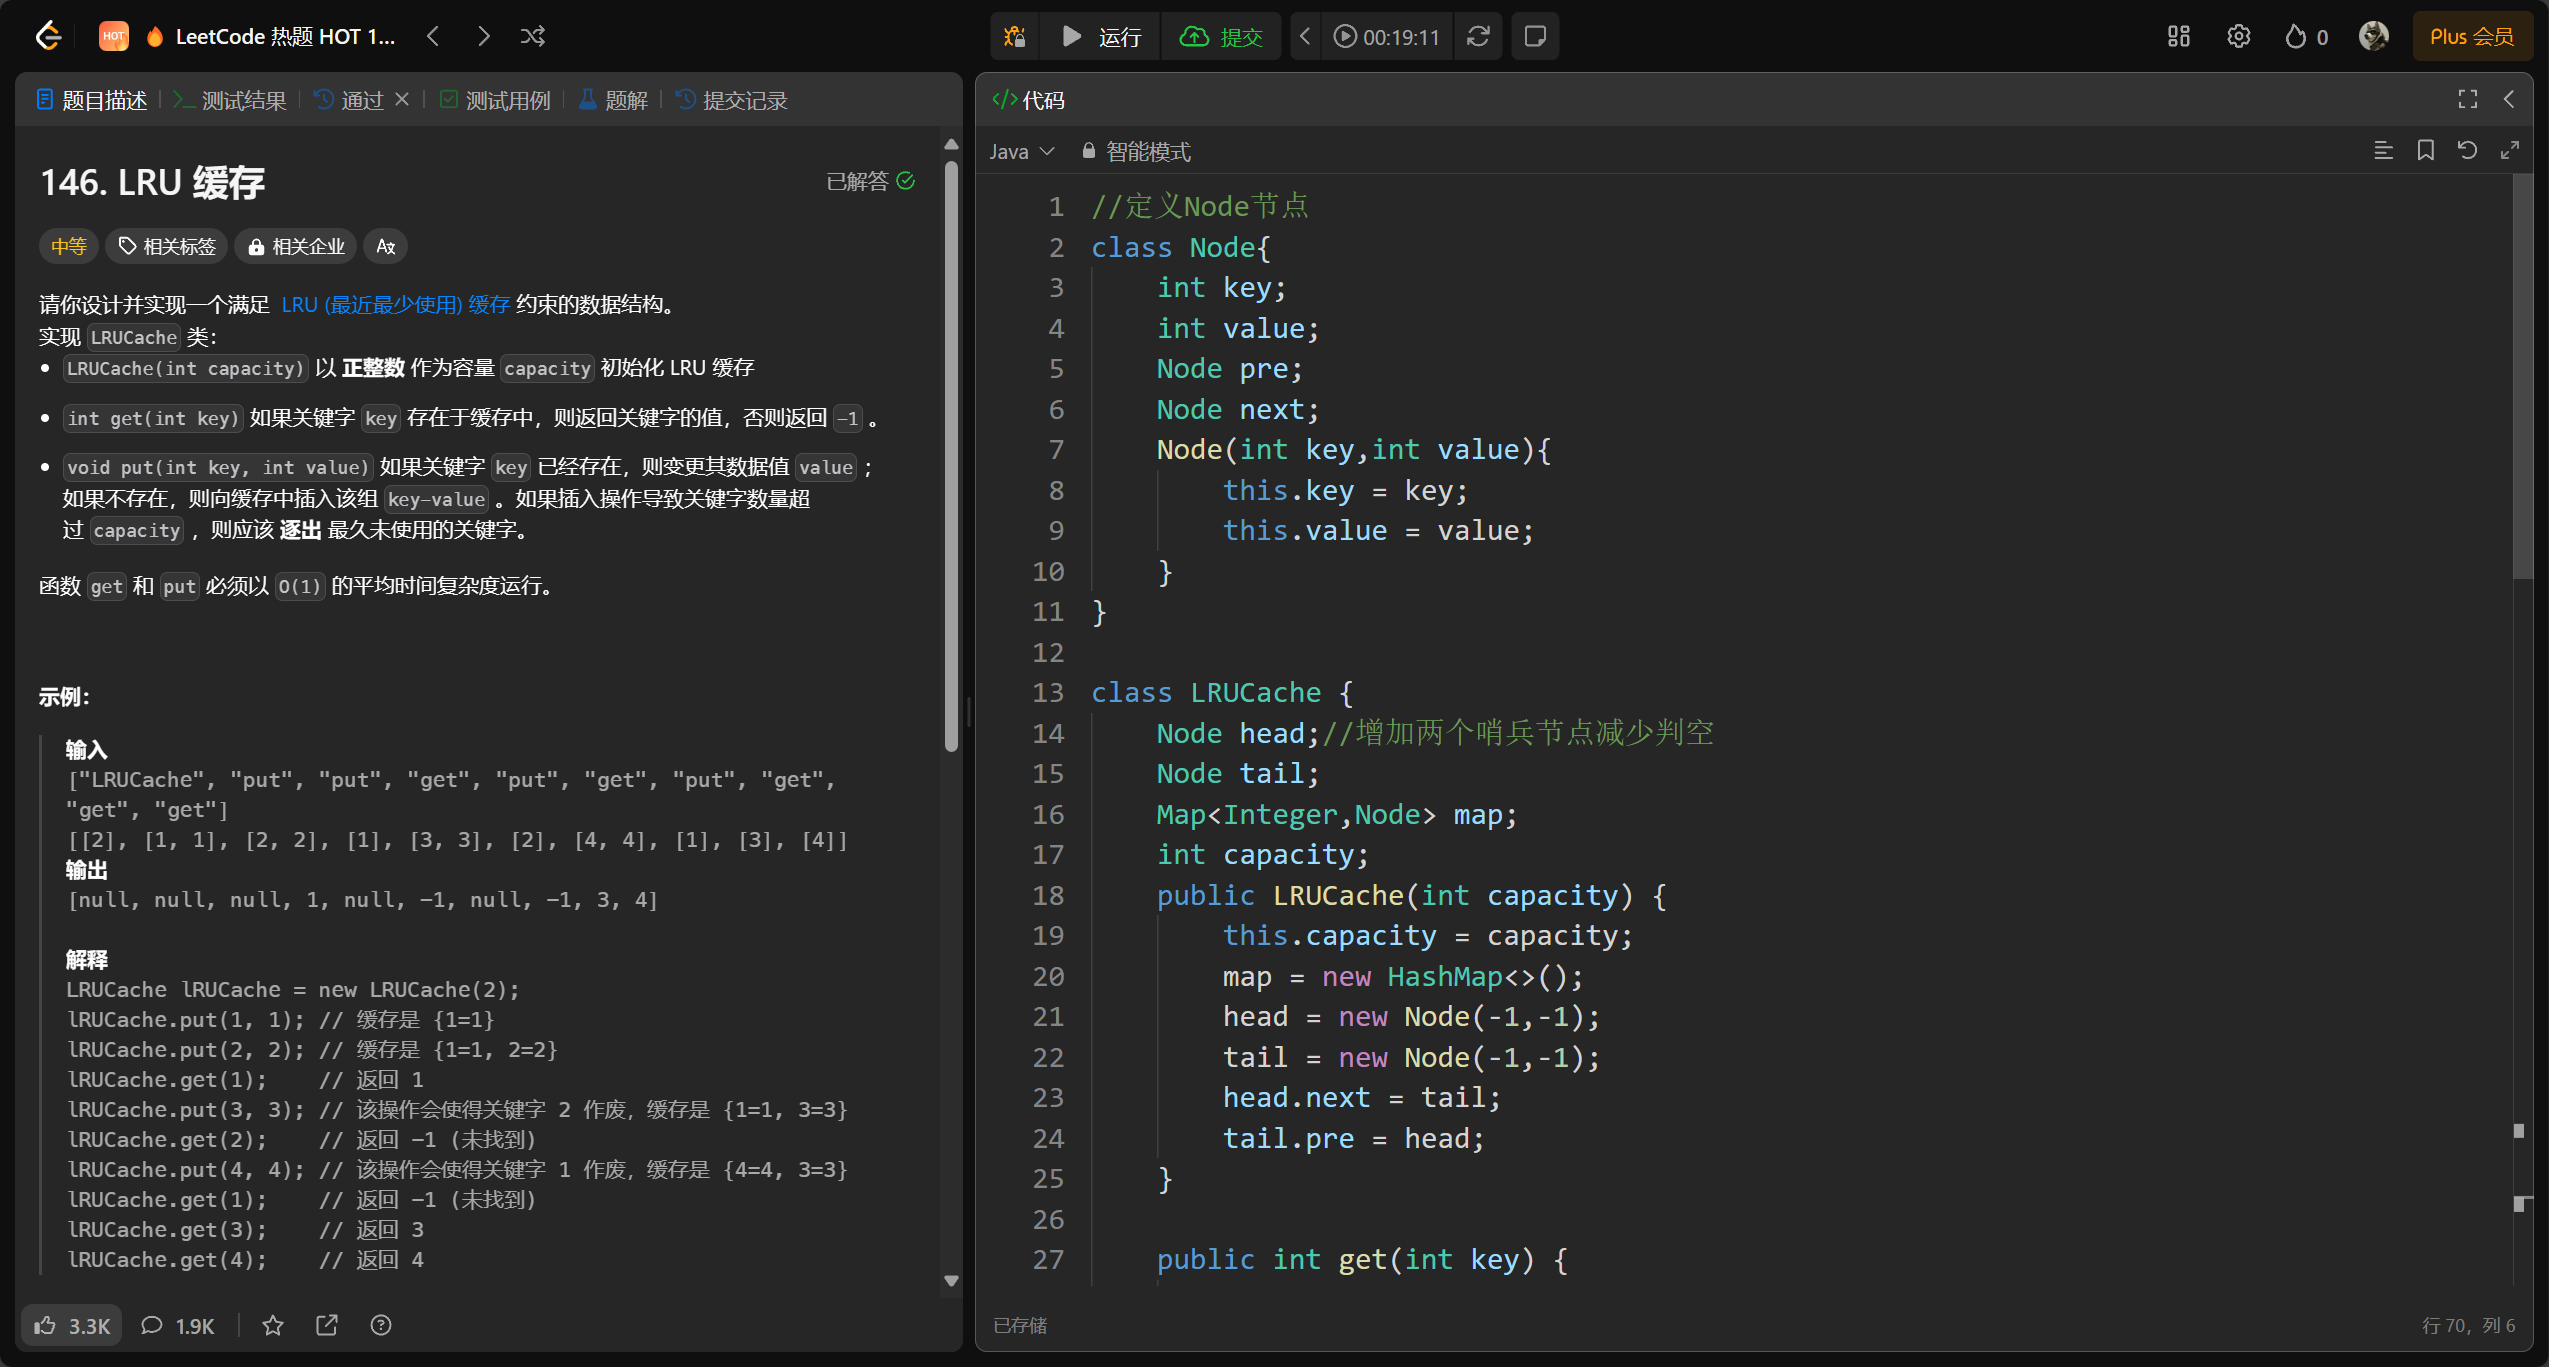 HOT LeetCode 热题 HOT 1...
运行
提交
00:19:11
0
Plus 会员
题目描述
测试结果
通过
测试用例
题解
提交记录
146. LRU 缓存
已解答
中等
相关标签
相关企业
请你设计并实现一个满足 LRU (最近最少使用) 缓存 约束的数据结构。
实现 LRUCache 类：
LRUCache(int capacity) 以 正整数 作为容量 capacity 初始化 LRU 缓存
int get(int key) 如果关键字 key 存在于缓存中，则返回关键字的值，否则返回 -1 。
void put(int key, int value) 如果关键字 key 已经存在，则变更其数据值 value ；
如果不存在，则向缓存中插入该组 key-value 。如果插入操作导致关键字数量超
过 capacity ，则应该 逐出 最久未使用的关键字。
函数 get 和 put 必须以 O(1) 的平均时间复杂度运行。
示例：
输入
["LRUCache", "put", "put", "get", "put", "get", "put", "get",
"get", "get"]
[[2], [1, 1], [2, 2], [1], [3, 3], [2], [4, 4], [1], [3], [4]]
输出
[null, null, null, 1, null, -1, null, -1, 3, 4]
解释
LRUCache lRUCache = new LRUCache(2);
lRUCache.put(1, 1); // 缓存是 {1=1}
lRUCache.put(2, 2); // 缓存是 {1=1, 2=2}
lRUCache.get(1);    // 返回 1
lRUCache.put(3, 3); // 该操作会使得关键字 2 作废，缓存是 {1=1, 3=3}
lRUCache.get(2);    // 返回 -1 (未找到)
lRUCache.put(4, 4); // 该操作会使得关键字 1 作废，缓存是 {4=4, 3=3}
lRUCache.get(1);    // 返回 -1 (未找到)
lRUCache.get(3);    // 返回 3
lRUCache.get(4);    // 返回 4
3.3K
1.9K
代码
Java
智能模式
1 //定义Node节点
2 class Node{
3     int key;
4     int value;
5     Node pre;
6     Node next;
7     Node(int key,int value){
8         this.key = key;
9         this.value = value;
10     }
11 }
12
13 class LRUCache {
14     Node head;//增加两个哨兵节点减少判空
15     Node tail;
16     Map<Integer,Node> map;
17     int capacity;
18     public LRUCache(int capacity) {
19         this.capacity = capacity;
20         map = new HashMap<>();
21         head = new Node(-1,-1);
22         tail = new Node(-1,-1);
23         head.next = tail;
24         tail.pre = head;
25     }
26
27     public int get(int key) {
已存储
行 70，列 6